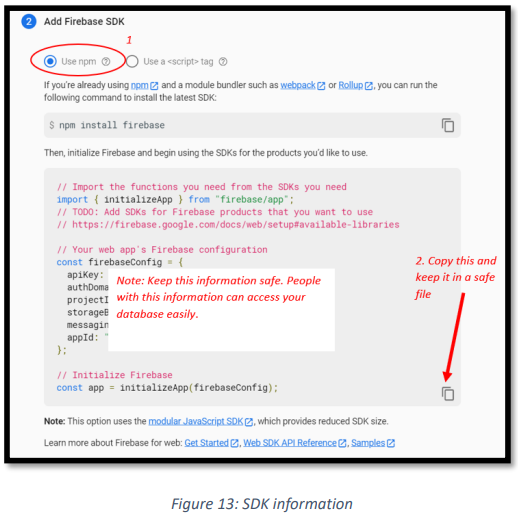 2 Add Firebase SDK
1
Use npm Use a <script> tag
If you're already using npm and a module bundler such as webpack or Rollup, you can run the
following command to install the latest SDK:
$ npm install firebase
Then, initialize Firebase and begin using the SDKs for the products you'd like to use.
// Import the functions you need from the SDKs you need
import { initializeApp } from "firebase/app";
// TODO: Add SDKs for Firebase products that you want to use
// https://firebase.google.com/docs/web/setup#available-libraries
// Your web app's Firebase configuration
const firebaseConfig = {
apiKey:
authDoma
projectI
storageB
messagin
appId: "
};
Note: Keep this information safe. People
with this information can access your
database easily.
2. Copy this and
keep it in a safe
file
// Initialize Firebase
const app = initializeApp(firebaseConfig);
Note: This option uses the modular JavaScript SDK, which provides reduced SDK size.
Learn more about Firebase for web: Get Started, Web SDK API Reference, Samples
Figure 13: SDK information